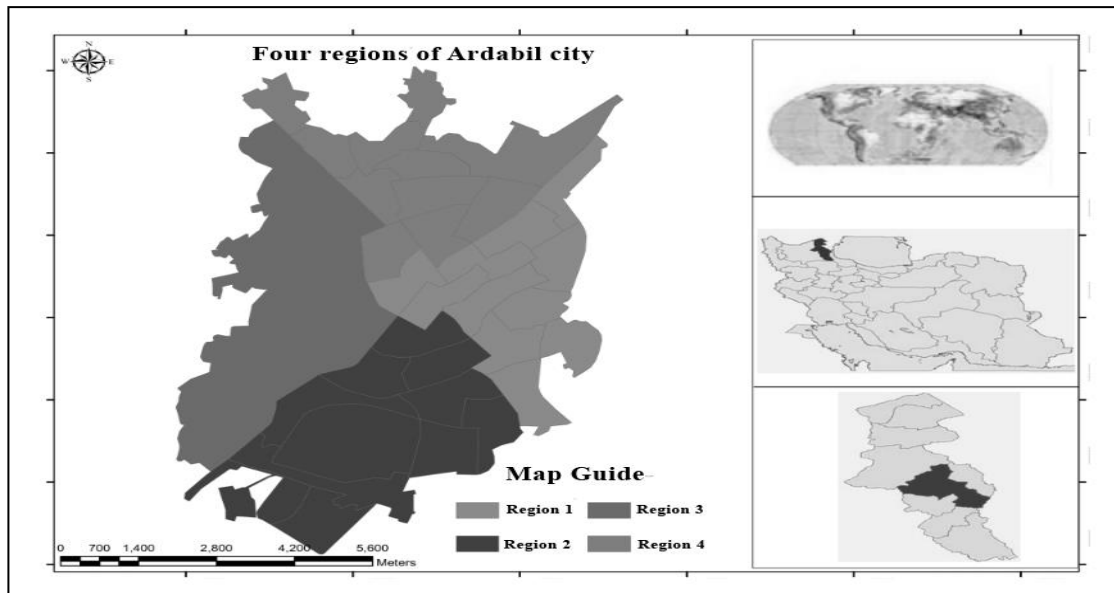 Four regions of Ardabil city
N
W E
S
Map Guide
Region 1 Region 3
Region 2 Region 4
0 700 1,400 2,800 4,200 5,600
Meters